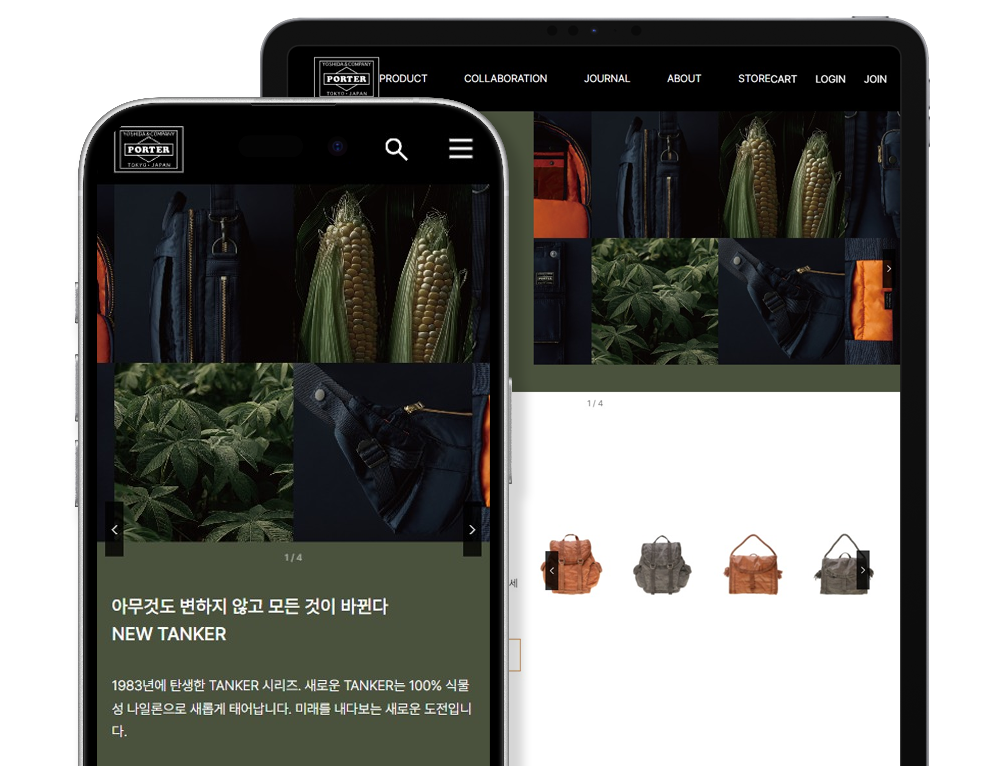 YOSHIDA & COMPANY
PORTER
TOKYO • JAPAN
PRODUCT
COLLABORATION
JOURNAL
ABOUT
STORE
CART
LOGIN
JOIN
1 / 4
세
YOSHIDA & COMPANY
PORTER
TOKYO • JAPAN
1 / 4
아무것도 변하지 않고 모든 것이 바뀐다
NEW TANKER
1983년에 탄생한 TANKER 시리즈. 새로운 TANKER는 100% 식물
성 나일론으로 새롭게 태어납니다. 미래를 내다보는 새로운 도전입니
다.